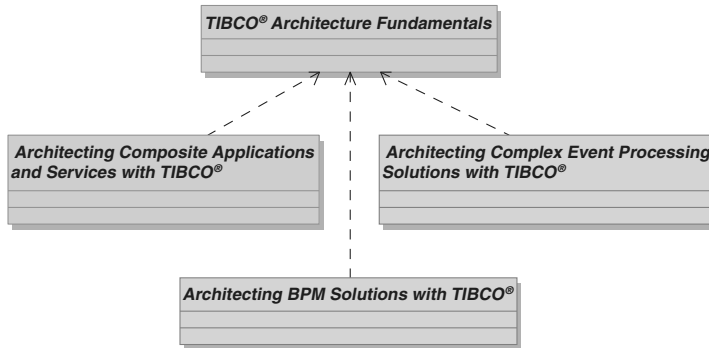 TIBCO® Architecture Fundamentals
Architecting Composite Applications
and Services with TIBCO®
Architecting Complex Event Processing
Solutions with TIBCO®
Architecting BPM Solutions with TIBCO®